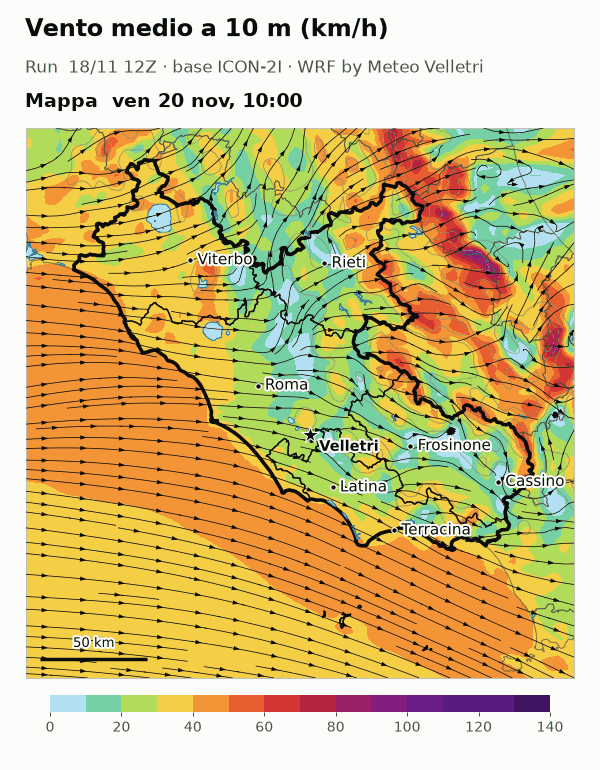 Vento medio a 10 m (km/h)
Run 18/11 12Z · base ICON-2I · WRF by Meteo Velletri
Mappa ven 20 nov, 10:00
Viterbo
Rieti
Roma
Velletri
Frosinone
Latina
Cassino
Terracina
50 km
0 20 40 60 80 100 120 140